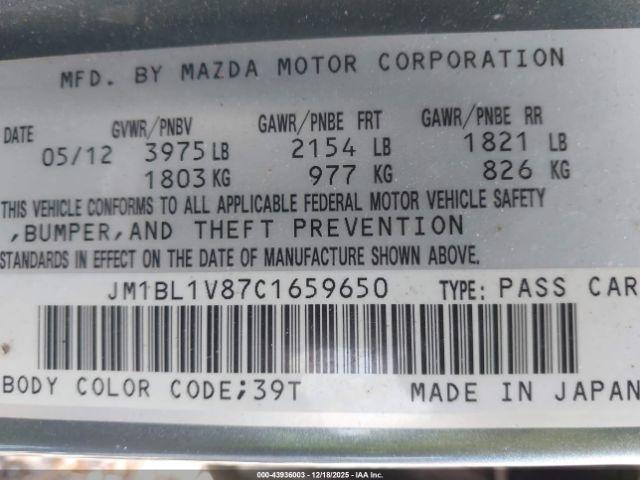 MFD. BY MAZDA MOTOR CORPORATION
DATE GVWR/PNBV GAWR/PNBE FRT GAWR/PNBE RR
05/12 3975 LB 2154 LB 1821 LB
1803 KG 977 KG 826 KG
THIS VEHICLE CONFORMS TO ALL APPLICABLE FEDERAL MOTOR VEHICLE SAFETY
,BUMPER,AND THEFT PREVENTION
STANDARDS IN EFFECT ON THE DATE OF MANUFACTURE SHOWN ABOVE.
JM1BL1V87C1659650 TYPE: PASS CAR
BODY COLOR CODE;39T MADE IN JAPAN
000-43936003 - 12/18/2025 - IAA Inc.